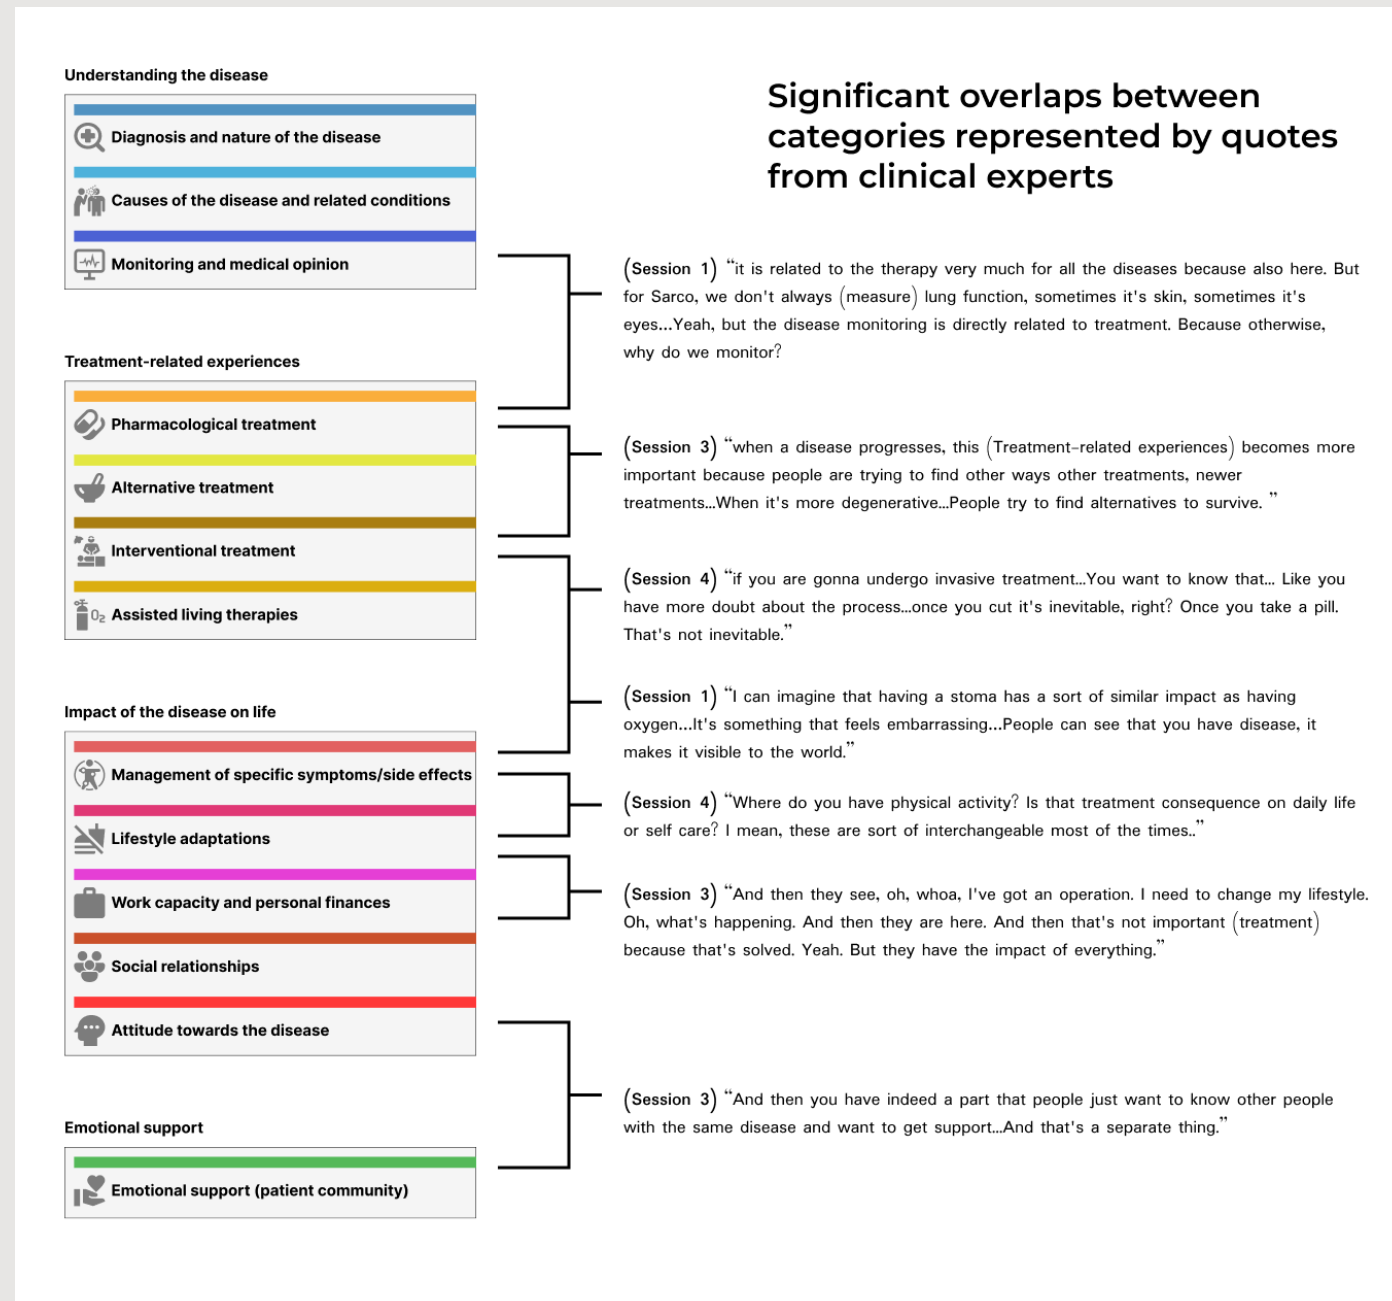 Understanding the disease
Diagnosis and nature of the disease
Causes of the disease and related conditions
Monitoring and medical opinion
Treatment-related experiences
Pharmacological treatment
Alternative treatment
Interventional treatment
O₂ Assisted living therapies
Impact of the disease on life
Management of specific symptoms/side effects
Lifestyle adaptations
Work capacity and personal finances
Social relationships
Attitude towards the disease
Emotional support
Emotional support (patient community)
Significant overlaps between
categories represented by quotes
from clinical experts
(Session 1) “it is related to the therapy very much for all the diseases because also here. But
for Sarco, we don't always (measure) lung function, sometimes it's skin, sometimes it's
eyes...Yeah, but the disease monitoring is directly related to treatment. Because otherwise,
why do we monitor?
(Session 3) “when a disease progresses, this (Treatment-related experiences) becomes more
important because people are trying to find other ways other treatments, newer
treatments...When it's more degenerative...People try to find alternatives to survive. ”
(Session 4) “if you are gonna undergo invasive treatment...You want to know that... Like you
have more doubt about the process...once you cut it's inevitable, right? Once you take a pill.
That's not inevitable.”
(Session 1) “I can imagine that having a stoma has a sort of similar impact as having
oxygen...It's something that feels embarrassing...People can see that you have disease, it
makes it visible to the world.”
(Session 4) “Where do you have physical activity? Is that treatment consequence on daily life
or self care? I mean, these are sort of interchangeable most of the times..”
(Session 3) “And then they see, oh, whoa, I've got an operation. I need to change my lifestyle.
Oh, what's happening. And then they are here. And then that's not important (treatment)
because that's solved. Yeah. But they have the impact of everything.”
(Session 3) “And then you have indeed a part that people just want to know other people
with the same disease and want to get support...And that's a separate thing.”